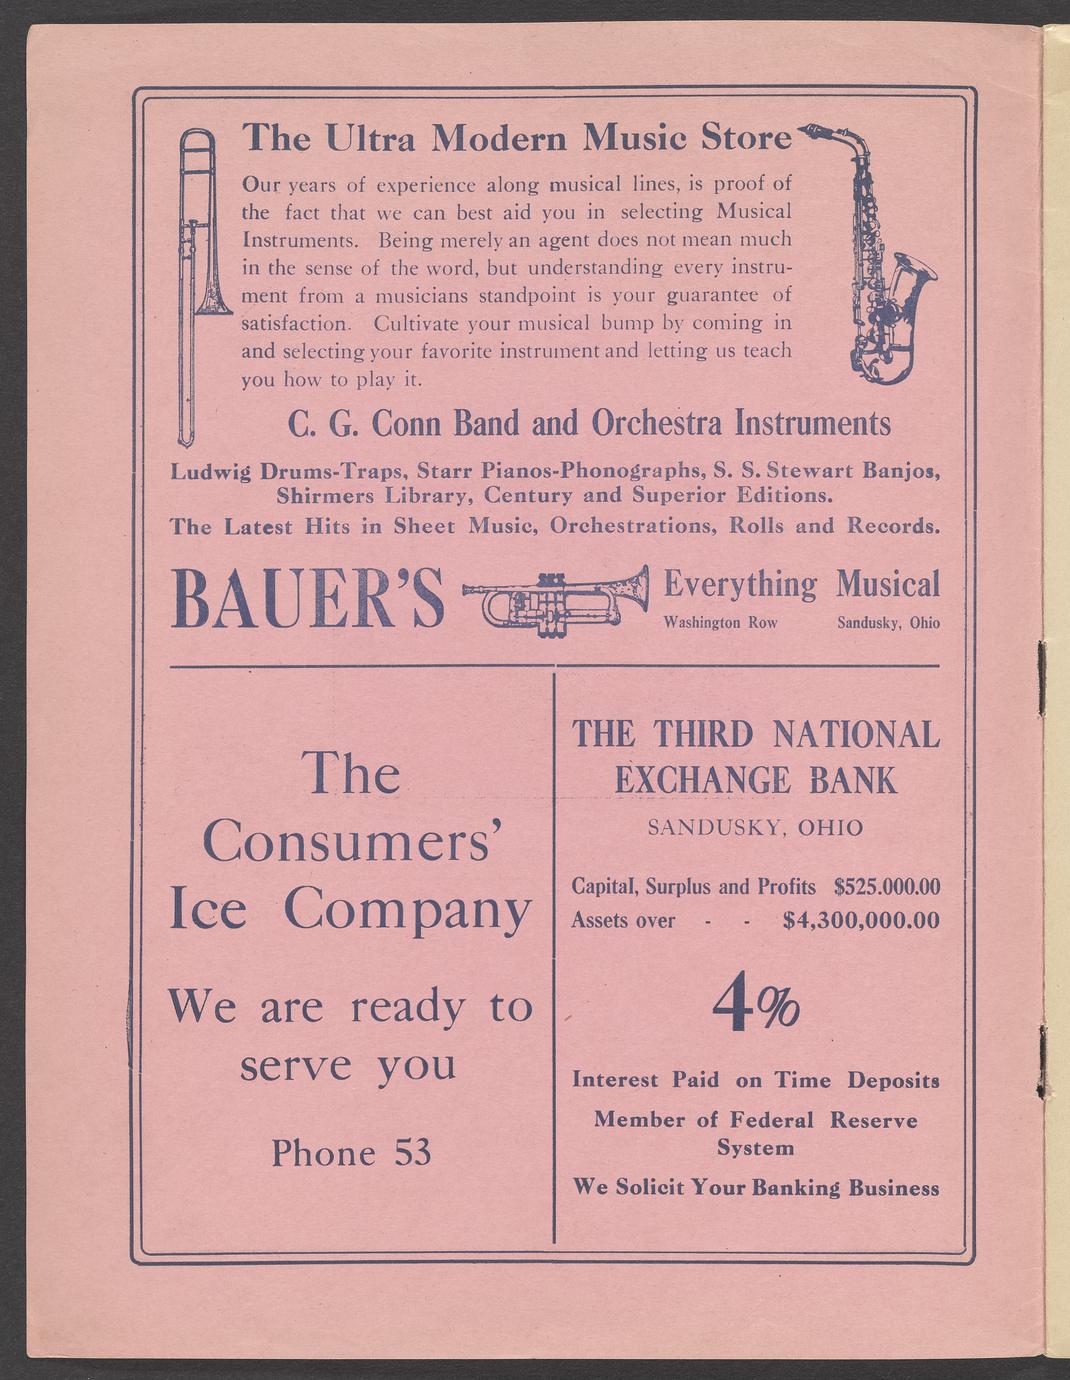 The Ultra Modern Music Store
Our years of experience along musical lines, is proof of
the fact that we can best aid you in selecting Musical
Instruments. Being merely an agent does not mean much
in the sense of the word, but understanding every instru-
ment from a musicians standpoint is your guarantee of
satisfaction. Cultivate your musical bump by coming in
and selecting your favorite instrument and letting us teach
you how to play it.
C. G. Conn Band and Orchestra Instruments
Ludwig Drums-Traps, Starr Pianos-Phonographs, S. S. Stewart Banjos,
Shirmers Library, Century and Superior Editions.
The Latest Hits in Sheet Music, Orchestrations, Rolls and Records.
BAUER'S
Everything Musical
Washington Row Sandusky, Ohio
The
Consumers'
Ice Company
We are ready to
serve you
Phone 53
THE THIRD NATIONAL
EXCHANGE BANK
SANDUSKY, OHIO
Capital, Surplus and Profits $525.000.00
Assets over - - $4,300,000.00
4%
Interest Paid on Time Deposits
Member of Federal Reserve
System
We Solicit Your Banking Business